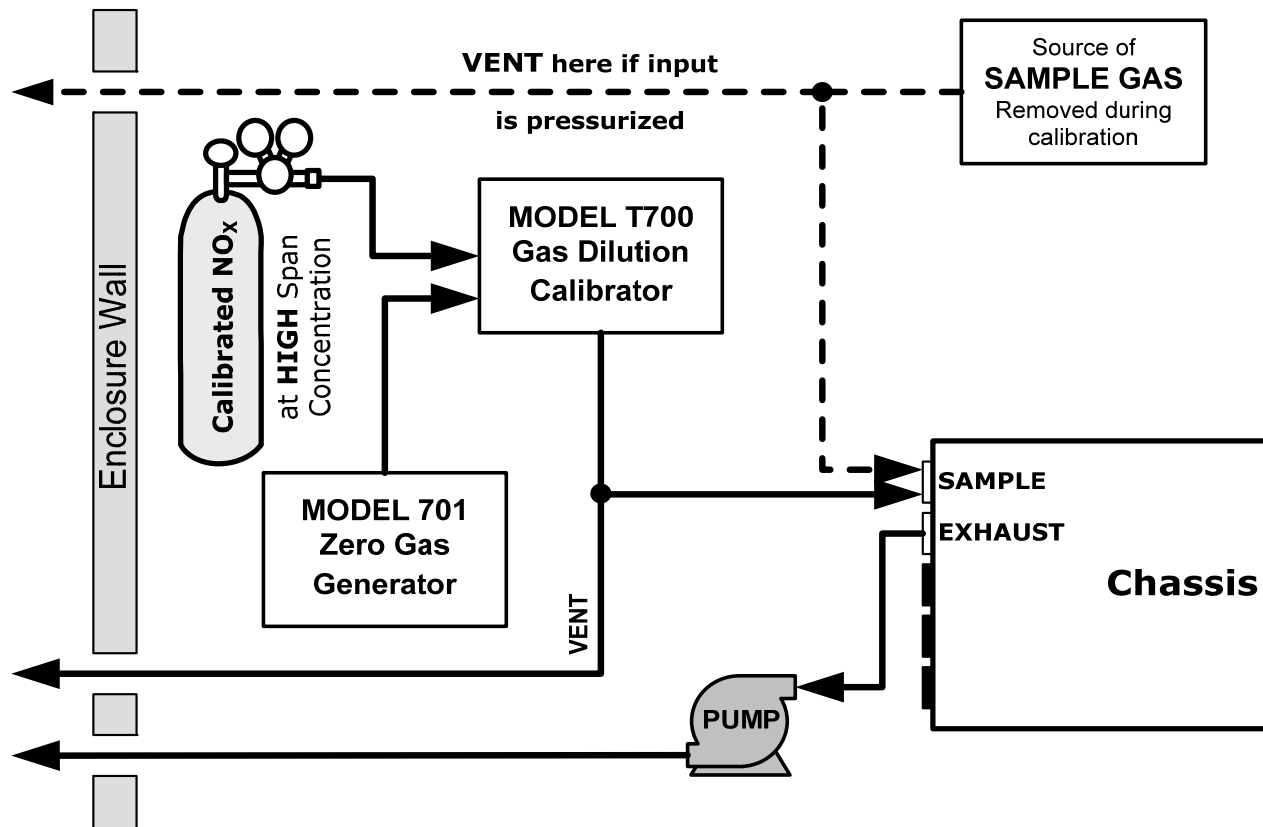 VENT here if input
is pressurized
Source of
SAMPLE GAS
Removed during
calibration
Enclosure Wall
Calibrated NOX
at HIGH Span
Concentration
MODEL T700
Gas Dilution
Calibrator
MODEL 701
Zero Gas
Generator
VENT
SAMPLE
EXHAUST
Chassis
PUMP